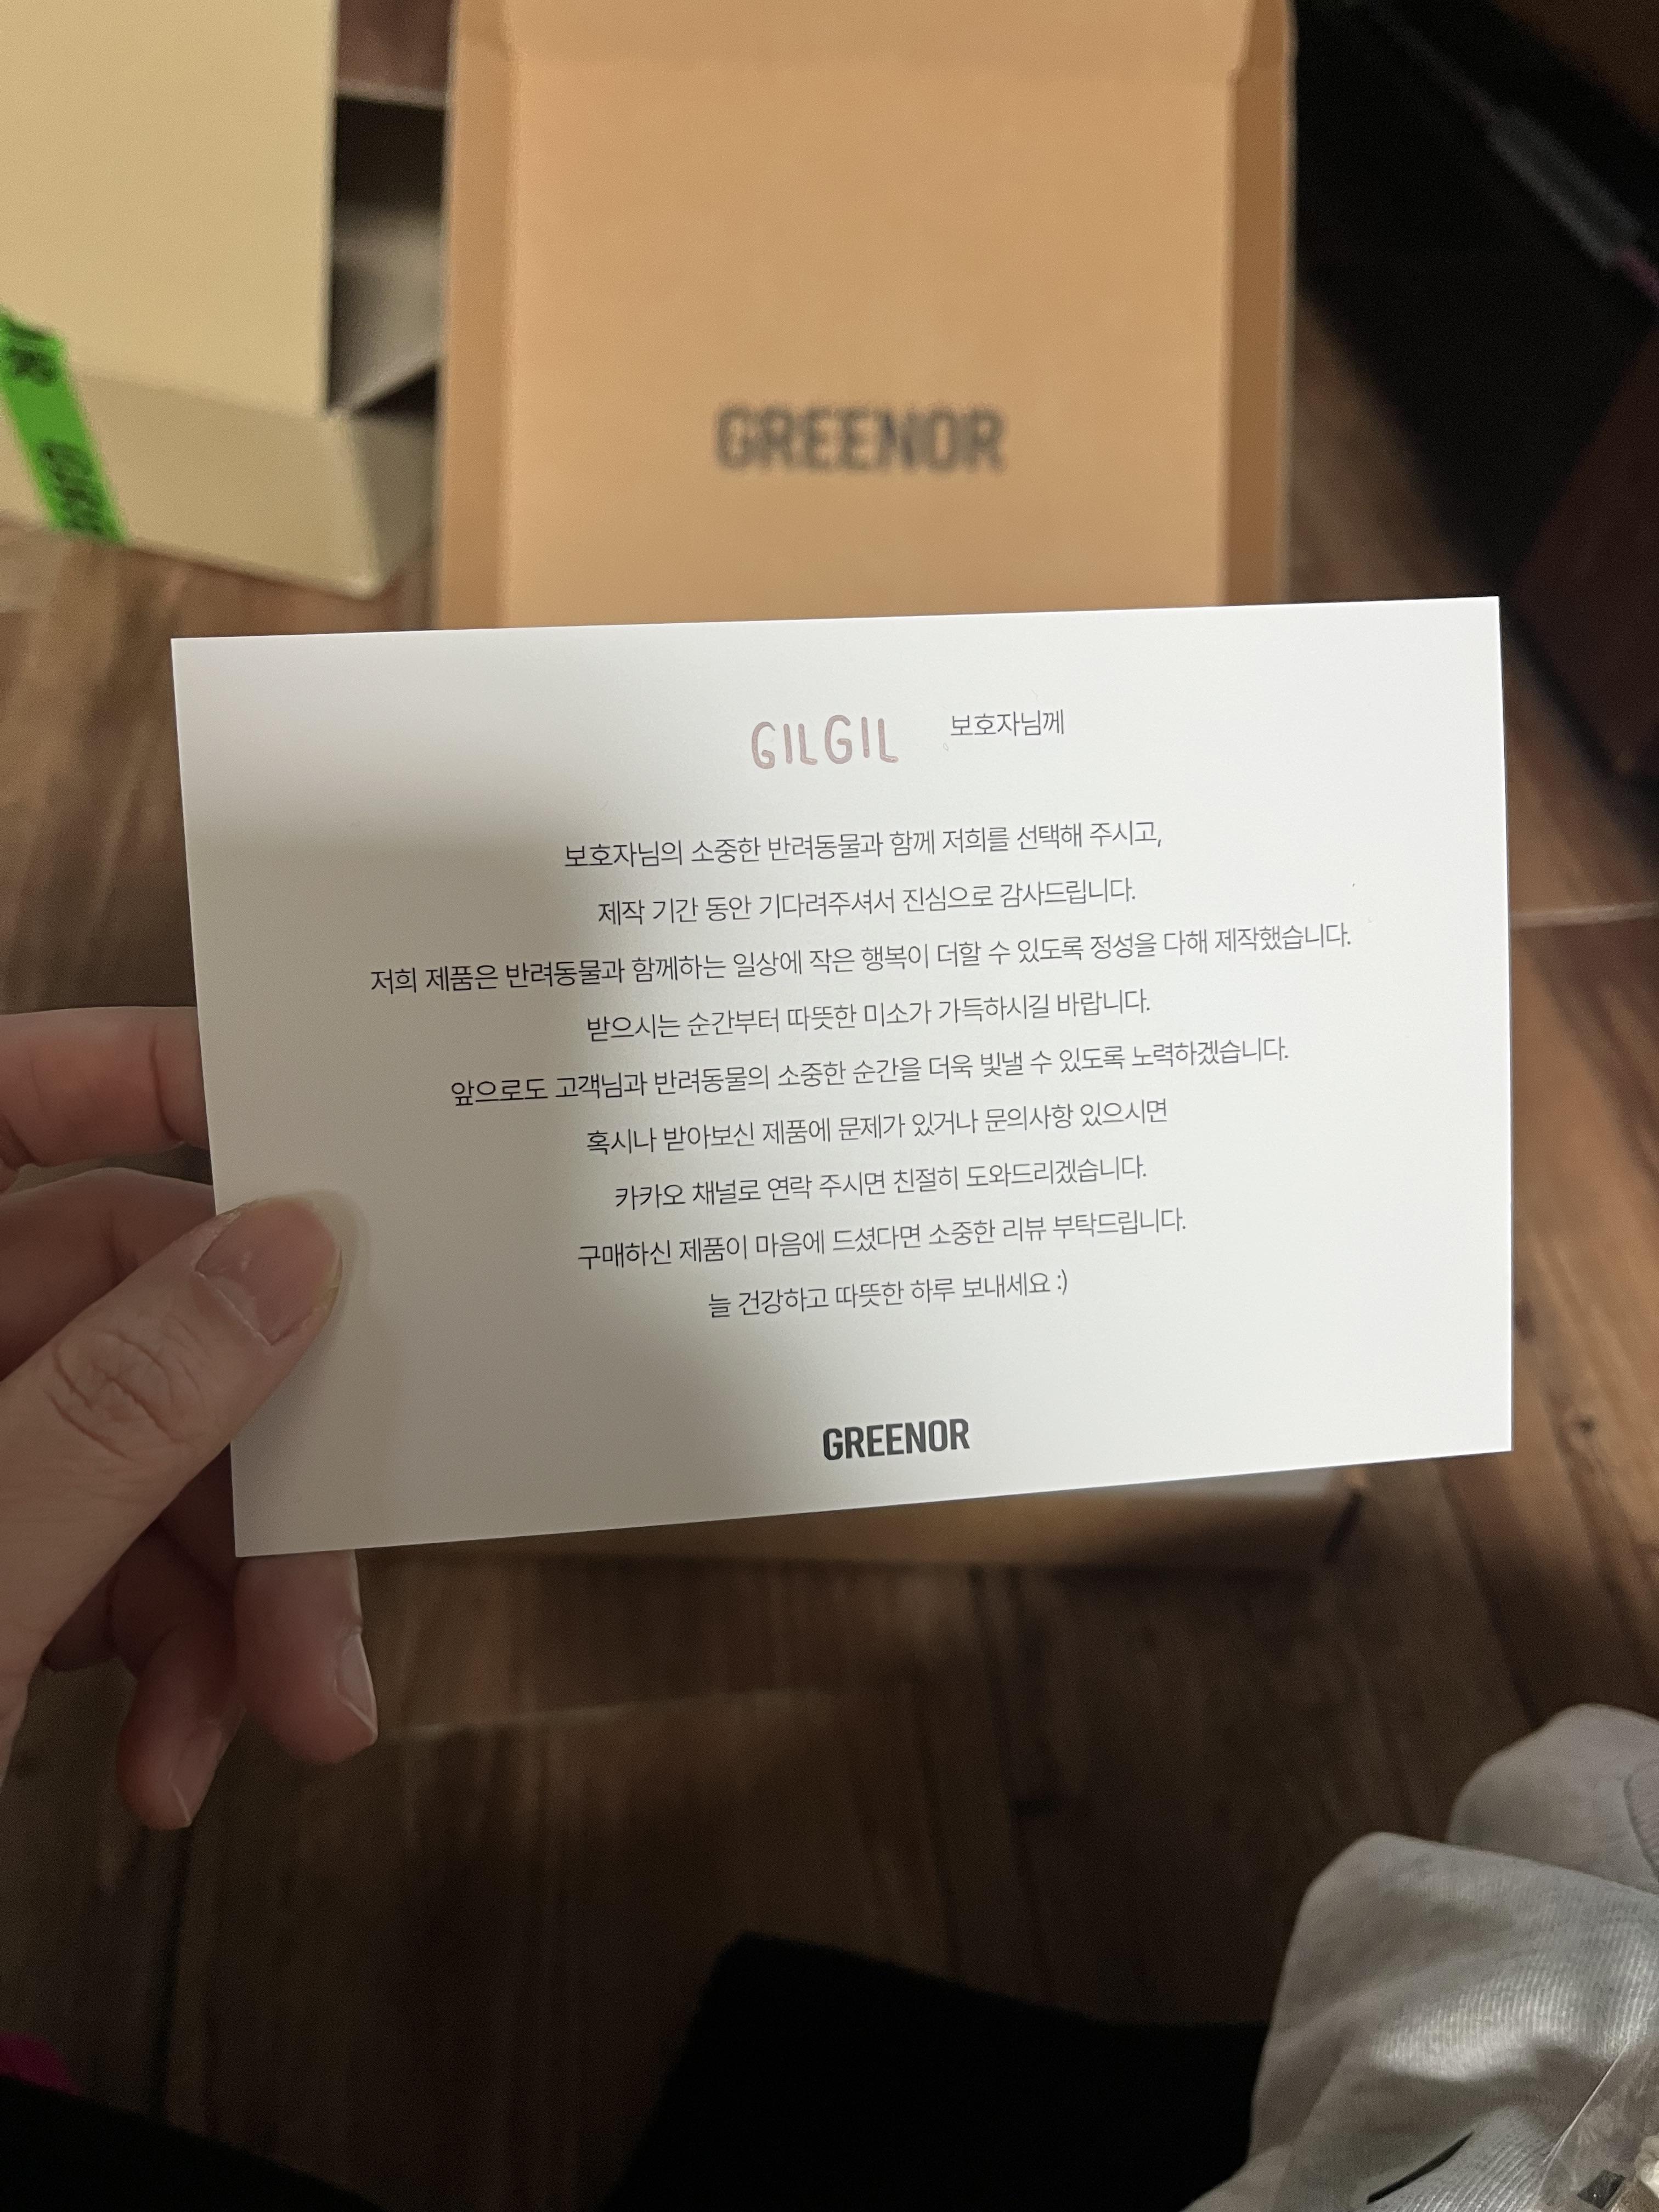 GREENOR
GILGIL 보호자님께
보호자님의 소중한 반려동물과 함께 저희를 선택해 주시고,
제작 기간 동안 기다려주셔서 진심으로 감사드립니다.
저희 제품은 반려동물과 함께하는 일상에 작은 행복이 더할 수 있도록 정성을 다해 제작했습니다.
받으시는 순간부터 따뜻한 미소가 가득하시길 바랍니다.
앞으로도 고객님과 반려동물의 소중한 순간을 더욱 빛낼 수 있도록 노력하겠습니다.
혹시나 받아보신 제품에 문제가 있거나 문의사항 있으시면
카카오 채널로 연락 주시면 친절히 도와드리겠습니다.
구매하신 제품이 마음에 드셨다면 소중한 리뷰 부탁드립니다.
늘 건강하고 따뜻한 하루 보내세요 :)
GREENOR